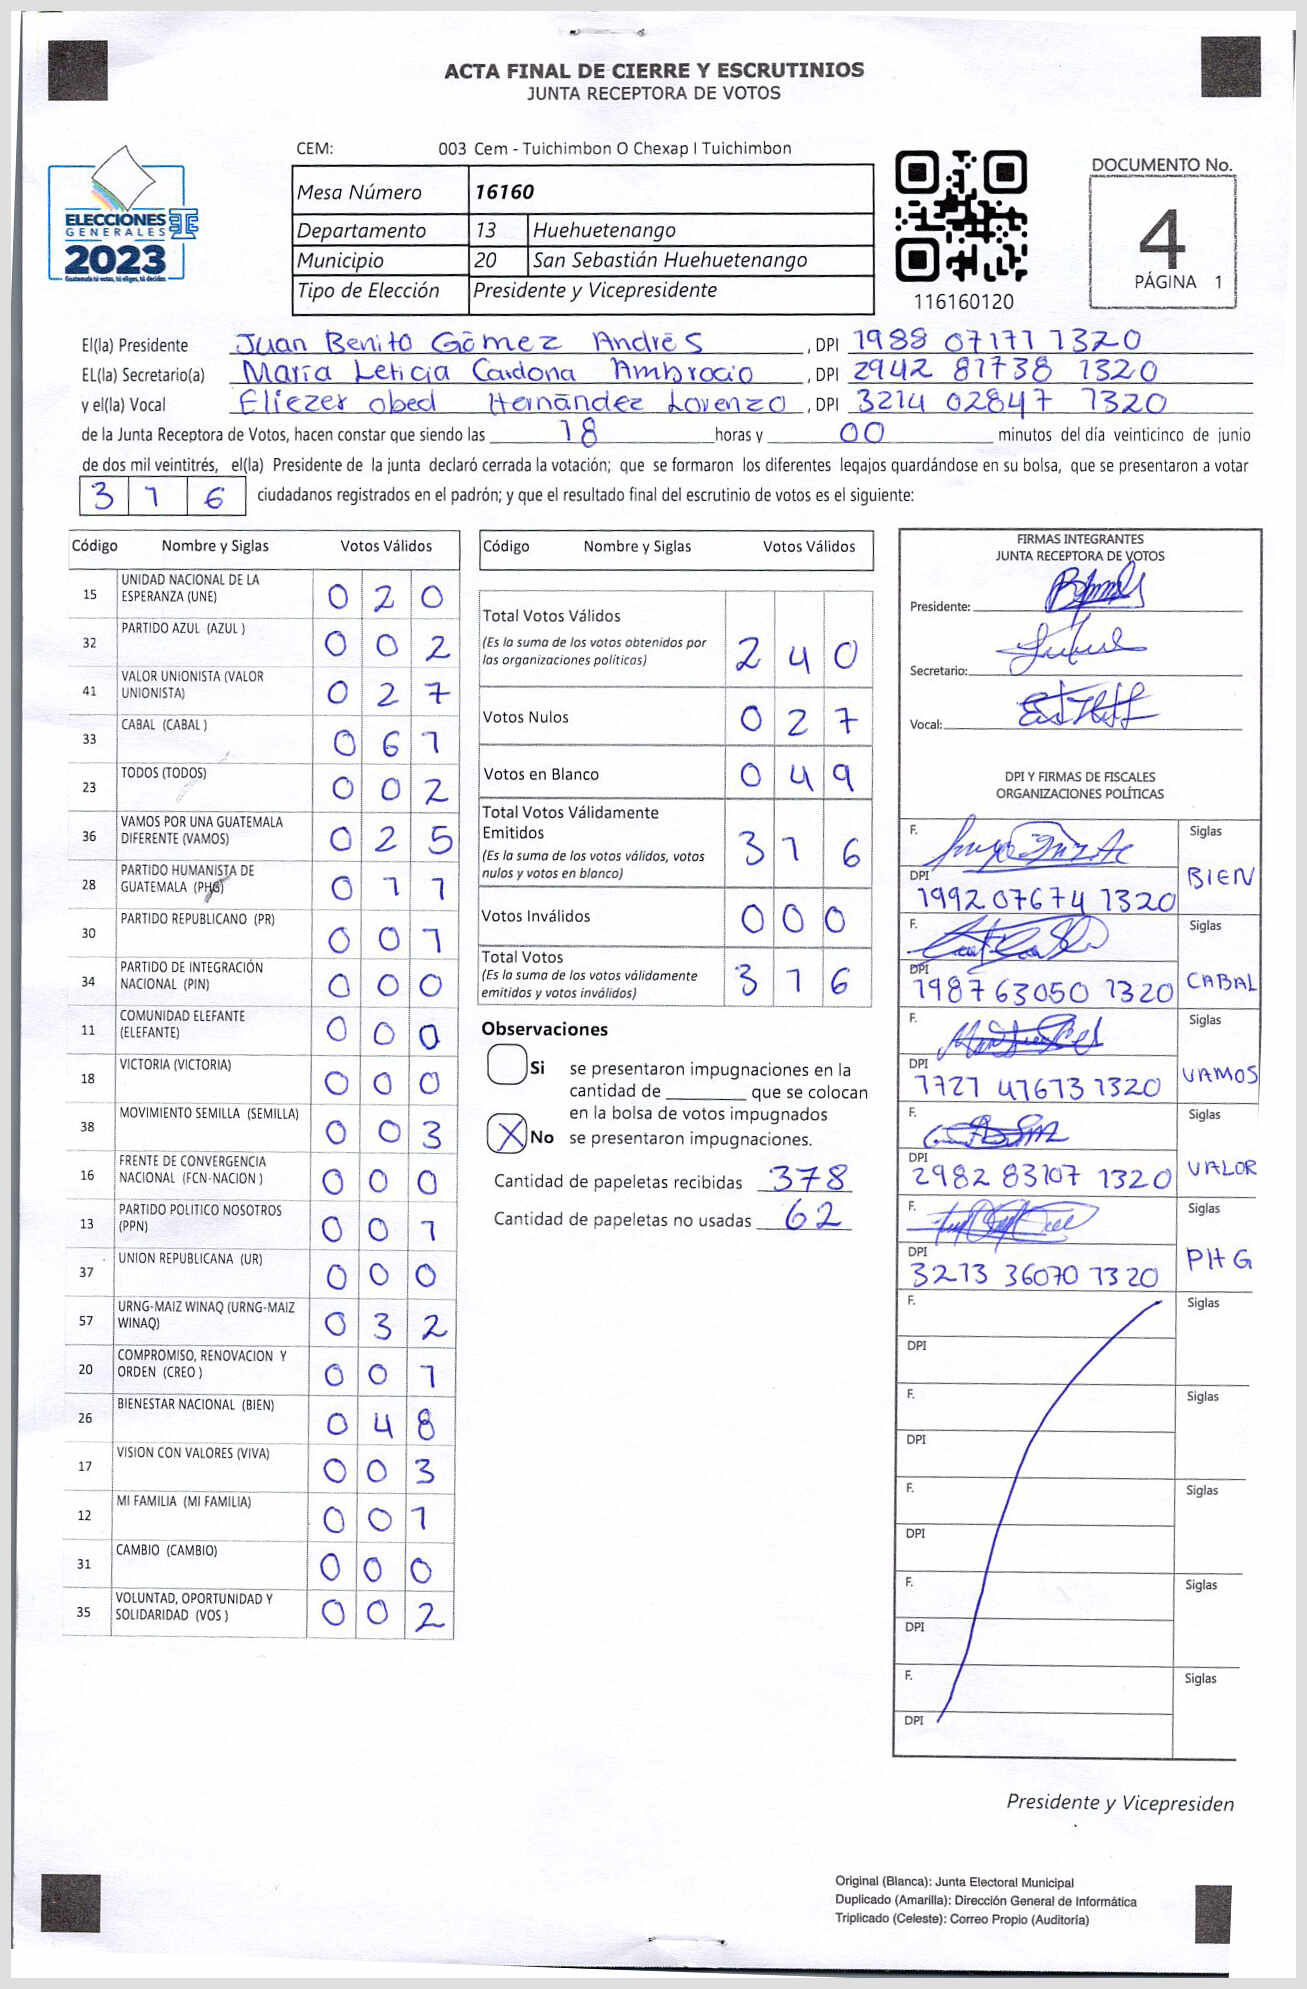 ACTA FINAL DE CIERRE Y ESCRUTINIOS
JUNTA RECEPTORA DE VOTOS
CEM: 003 Cem - Tuichimbon O Chexap I Tuichimbon
ELECCIONES
GENERALES
TSE
2023
Guatemala tú votas, tú eliges, tú decides
Mesa Número 16160
Departamento 13 Huehuetenango
Municipio 20 San Sebastián Huehuetenango
Tipo de Elección Presidente y Vicepresidente
116160120
DOCUMENTO No.
4
PÁGINA 1
El(la) Presidente Juan Benito Gómez Andrés , DPI 1988 07177 1320
EL(la) Secretario(a) María Leticia Cardona Ambrocio , DPI 2942 87738 1320
y el(la) Vocal Eliezer obed Hernández Lorenzo , DPI 3214 02847 1320
de la Junta Receptora de Votos, hacen constar que siendo las 18 horas y 00 minutos del día veinticinco de junio
de dos mil veintitrés, el(la) Presidente de la junta declaró cerrada la votación; que se formaron los diferentes legajos guardándose en su bolsa, que se presentaron a votar
316 ciudadanos registrados en el padrón; y que el resultado final del escrutinio de votos es el siguiente:
Código Nombre y Siglas Votos Válidos
15 UNIDAD NACIONAL DE LA ESPERANZA (UNE) 0 2 0
32 PARTIDO AZUL (AZUL ) 0 0 2
41 VALOR UNIONISTA (VALOR UNIONISTA) 0 2 7
33 CABAL (CABAL ) 0 6 1
23 TODOS (TODOS) 0 0 2
36 VAMOS POR UNA GUATEMALA DIFERENTE (VAMOS) 0 2 5
28 PARTIDO HUMANISTA DE GUATEMALA (PHG) 0 1 1
30 PARTIDO REPUBLICANO (PR) 0 0 1
34 PARTIDO DE INTEGRACIÓN NACIONAL (PIN) 0 0 0
11 COMUNIDAD ELEFANTE (ELEFANTE) 0 0 0
18 VICTORIA (VICTORIA) 0 0 0
38 MOVIMIENTO SEMILLA (SEMILLA) 0 0 3
16 FRENTE DE CONVERGENCIA NACIONAL (FCN-NACION ) 0 0 0
13 PARTIDO POLITICO NOSOTROS (PPN) 0 0 1
37 UNION REPUBLICANA (UR) 0 0 0
57 URNG-MAIZ WINAQ (URNG-MAIZ WINAQ) 0 3 2
20 COMPROMISO, RENOVACION Y ORDEN (CREO ) 0 0 1
26 BIENESTAR NACIONAL (BIEN) 0 4 8
17 VISION CON VALORES (VIVA) 0 0 3
12 MI FAMILIA (MI FAMILIA) 0 0 1
31 CAMBIO (CAMBIO) 0 0 0
35 VOLUNTAD, OPORTUNIDAD Y SOLIDARIDAD (VOS ) 0 0 2
Código Nombre y Siglas Votos Válidos
Total Votos Válidos
(Es la suma de los votos obtenidos por
las organizaciones políticas) 2 4 0
Votos Nulos 0 2 7
Votos en Blanco 0 4 9
Total Votos Válidamente
Emitidos
(Es la suma de los votos válidos, votos
nulos y votos en blanco) 3 1 6
Votos Inválidos 0 0 0
Total Votos
(Es la suma de los votos válidamente
emitidos y votos inválidos) 3 1 6
Observaciones
Si se presentaron impugnaciones en la
cantidad de ________ que se colocan
en la bolsa de votos impugnados
X No se presentaron impugnaciones.
Cantidad de papeletas recibidas 378
Cantidad de papeletas no usadas 62
FIRMAS INTEGRANTES
JUNTA RECEPTORA DE VOTOS
Presidente:
Secretario:
Vocal:
DPI Y FIRMAS DE FISCALES
ORGANIZACIONES POLÍTICAS
F. Siglas
DPI BIEN
1992 07674 1320
F. Siglas
DPI CABAL
1987 63050 1320
F. Siglas
DPI VAMOS
1721 41673 1320
F. Siglas
DPI VALOR
2982 83107 1320
F. Siglas
DPI PHG
3213 36070 1320
F. Siglas
DPI
F. Siglas
DPI
F. Siglas
DPI
F. Siglas
DPI
F. Siglas
DPI
Presidente y Vicepresiden
Original (Blanca): Junta Electoral Municipal
Duplicado (Amarilla): Dirección General de Informática
Triplicado (Celeste): Correo Propio (Auditoría)